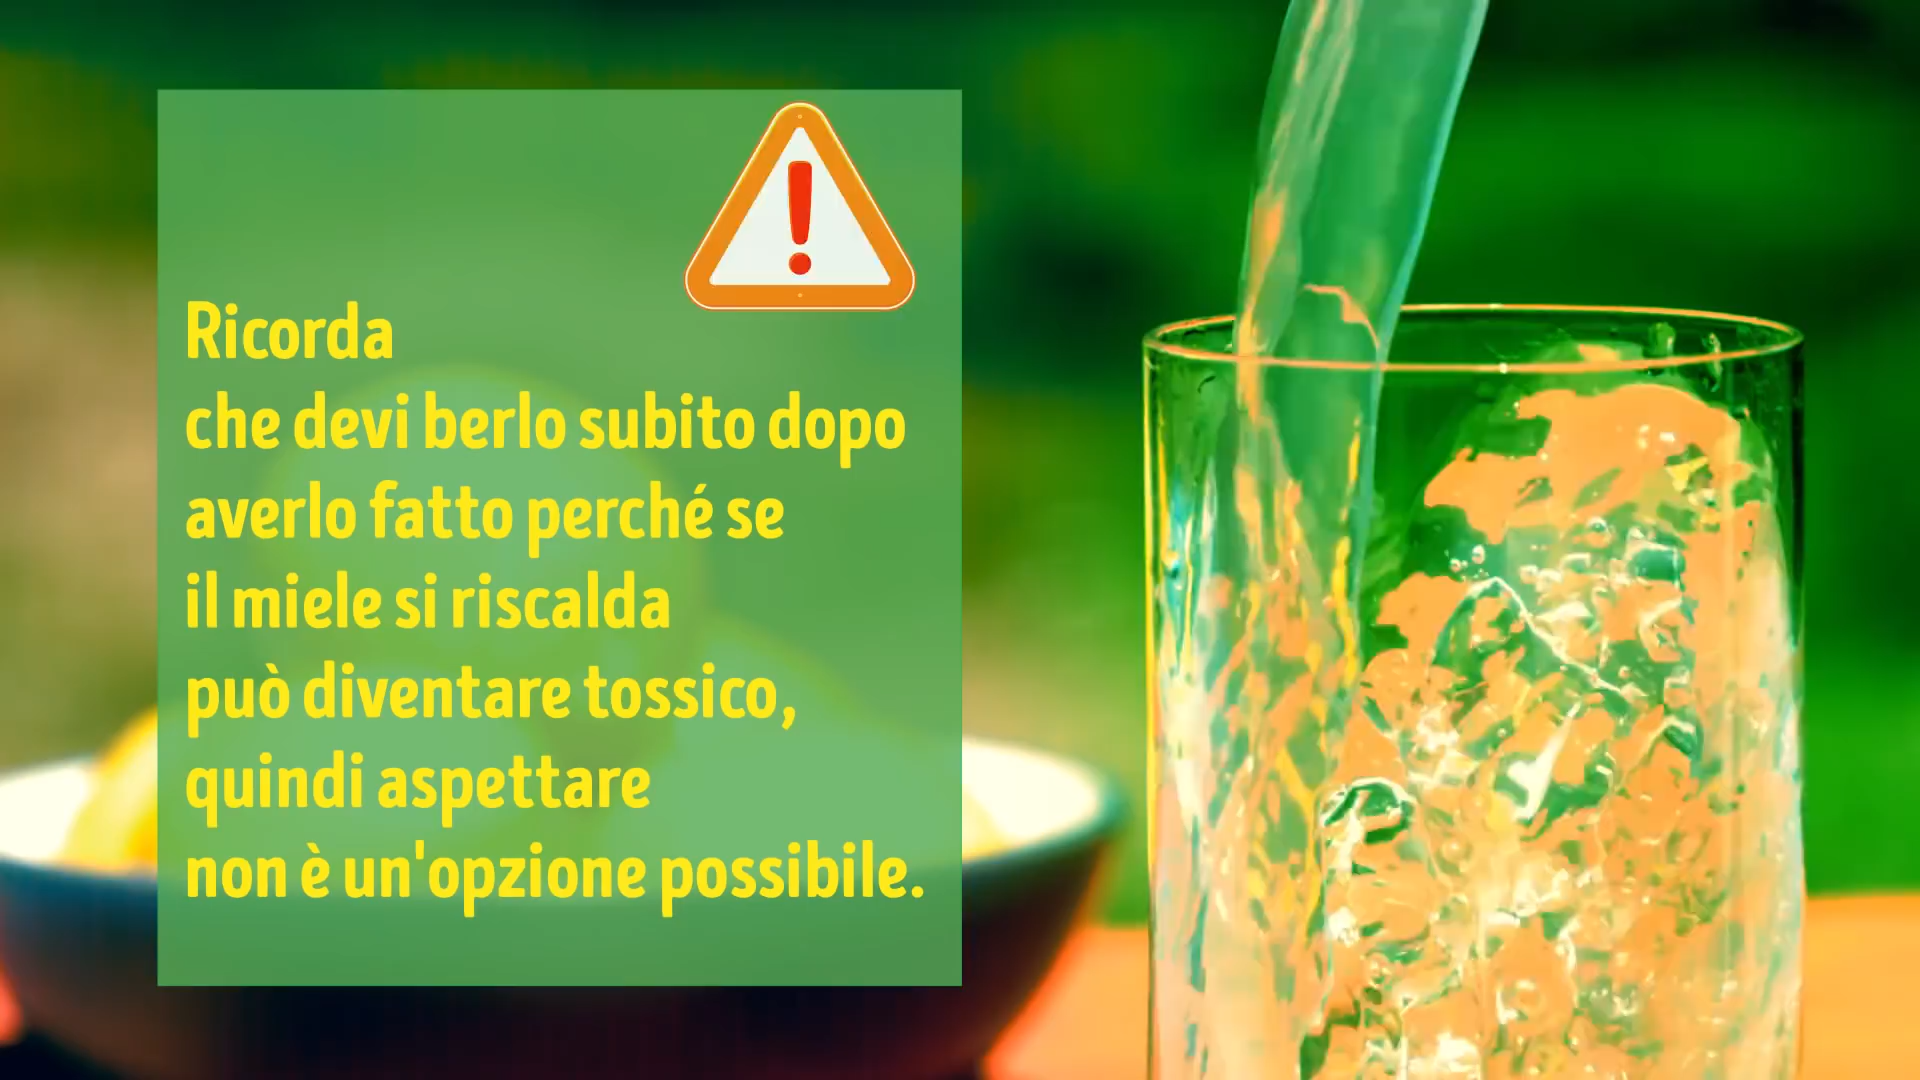 Ricorda
che devi berlo subito dopo
averlo fatto perché se
il miele si riscalda
può diventare tossico,
quindi aspettare
non è un'opzione possibile.